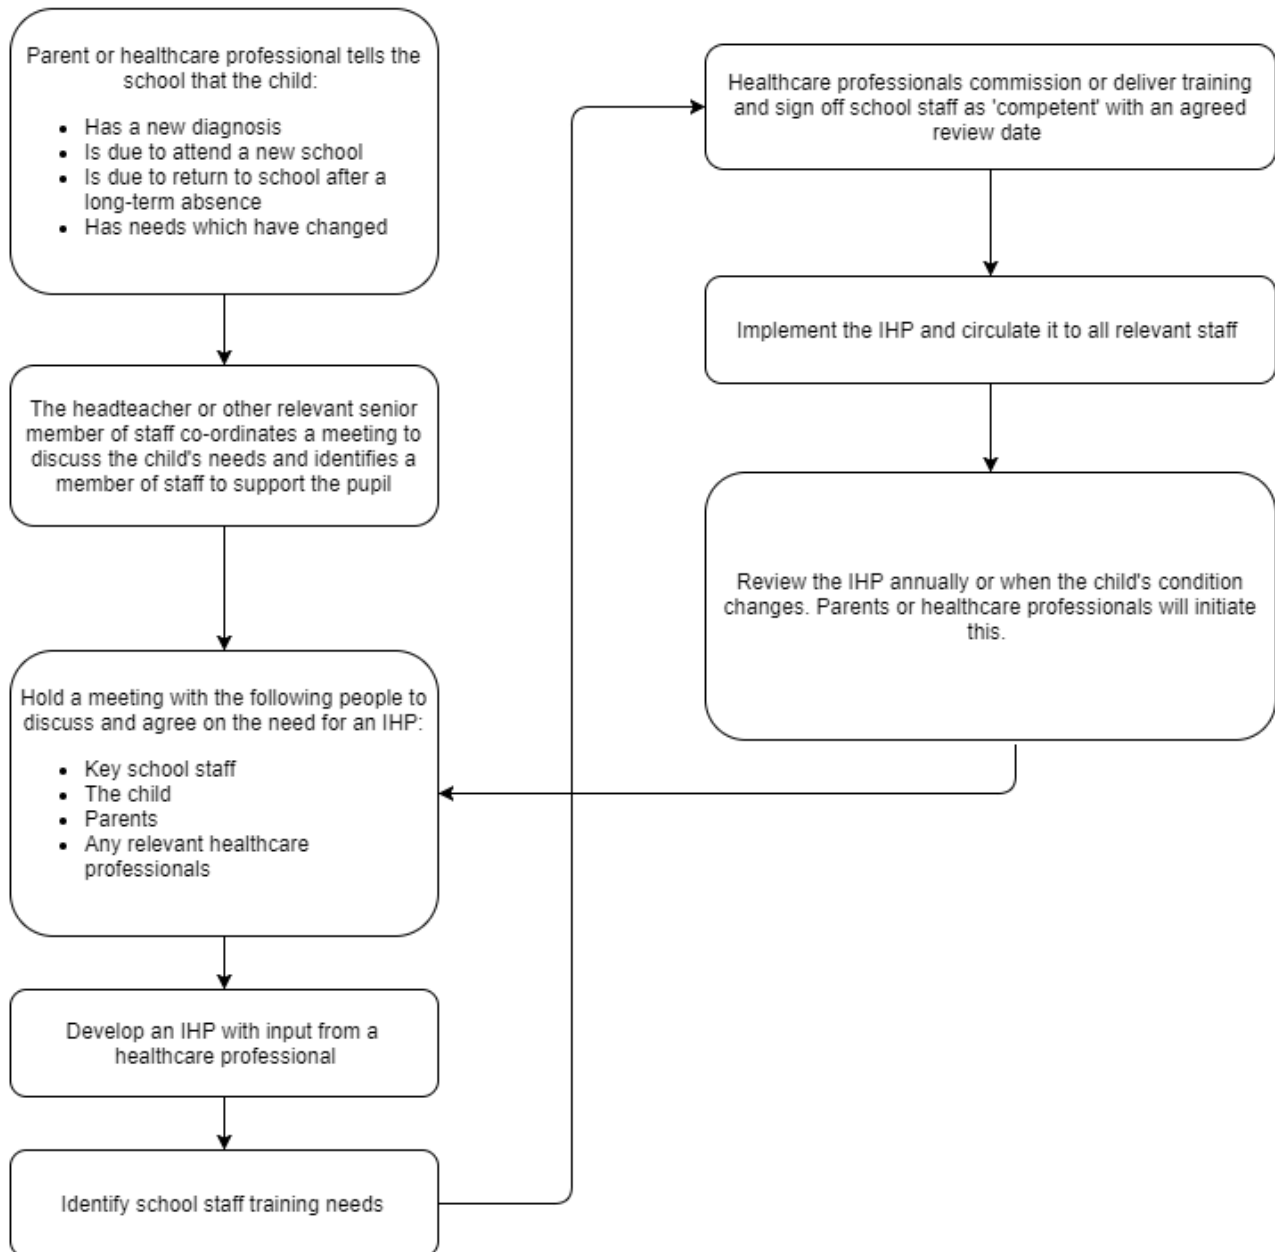 Parent or healthcare professional tells the
school that the child:
• Has a new diagnosis
• Is due to attend a new school
• Is due to return to school after a
long-term absence
• Has needs which have changed
The headteacher or other relevant senior
member of staff co-ordinates a meeting to
discuss the child's needs and identifies a
member of staff to support the pupil
Hold a meeting with the following people to
discuss and agree on the need for an IHP:
• Key school staff
• The child
• Parents
• Any relevant healthcare
professionals
Develop an IHP with input from a
healthcare professional
Identify school staff training needs
Healthcare professionals commission or deliver training
and sign off school staff as 'competent' with an agreed
review date
Implement the IHP and circulate it to all relevant staff
Review the IHP annually or when the child's condition
changes. Parents or healthcare professionals will initiate
this.